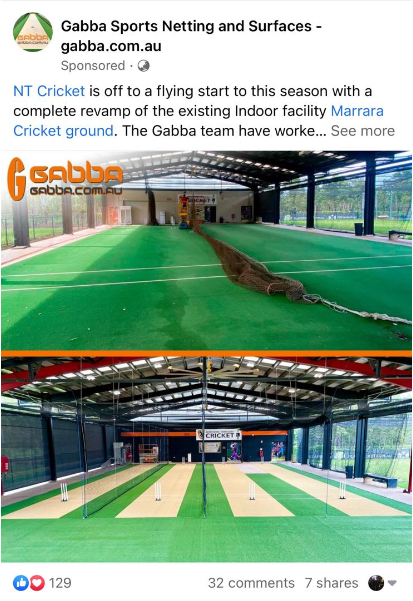 Gabba Sports Netting and Surfaces -
gabba.com.au
Sponsored ·
NT Cricket is off to a flying start to this season with a
complete revamp of the existing Indoor facility Marrara
Cricket ground. The Gabba team have worke... See more
GABBA
GABBA.COM.AU
CRICKET
CRICKET
129
32 comments 7 shares